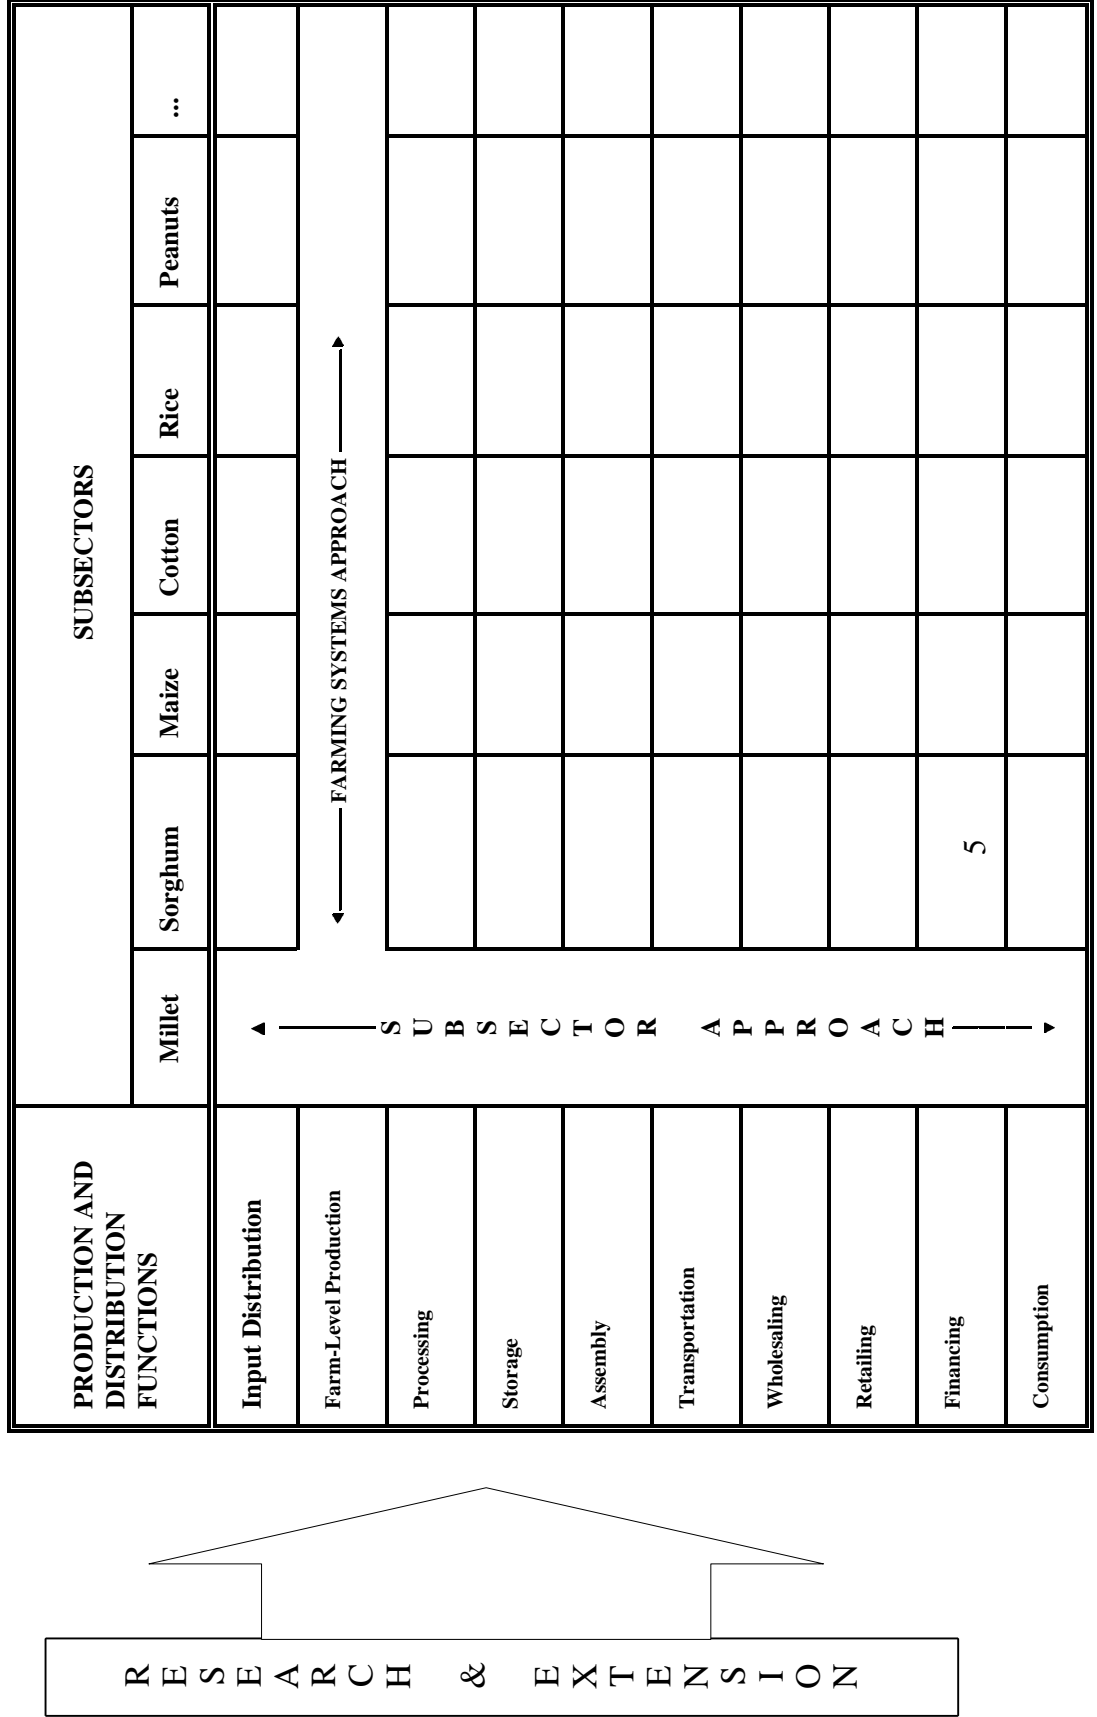 RESEARCH & EXTENSION
PRODUCTION AND
DISTRIBUTION
FUNCTIONS
SUBSECTORS
Millet
Sorghum
Maize
Cotton
Rice
Peanuts
...
Input Distribution
Farm-Level Production
FARMING SYSTEMS APPROACH
Processing
Storage
Assembly
Transportation
Wholesaling
Retailing
Financing
5
Consumption
SUBSECTOR APPROACH